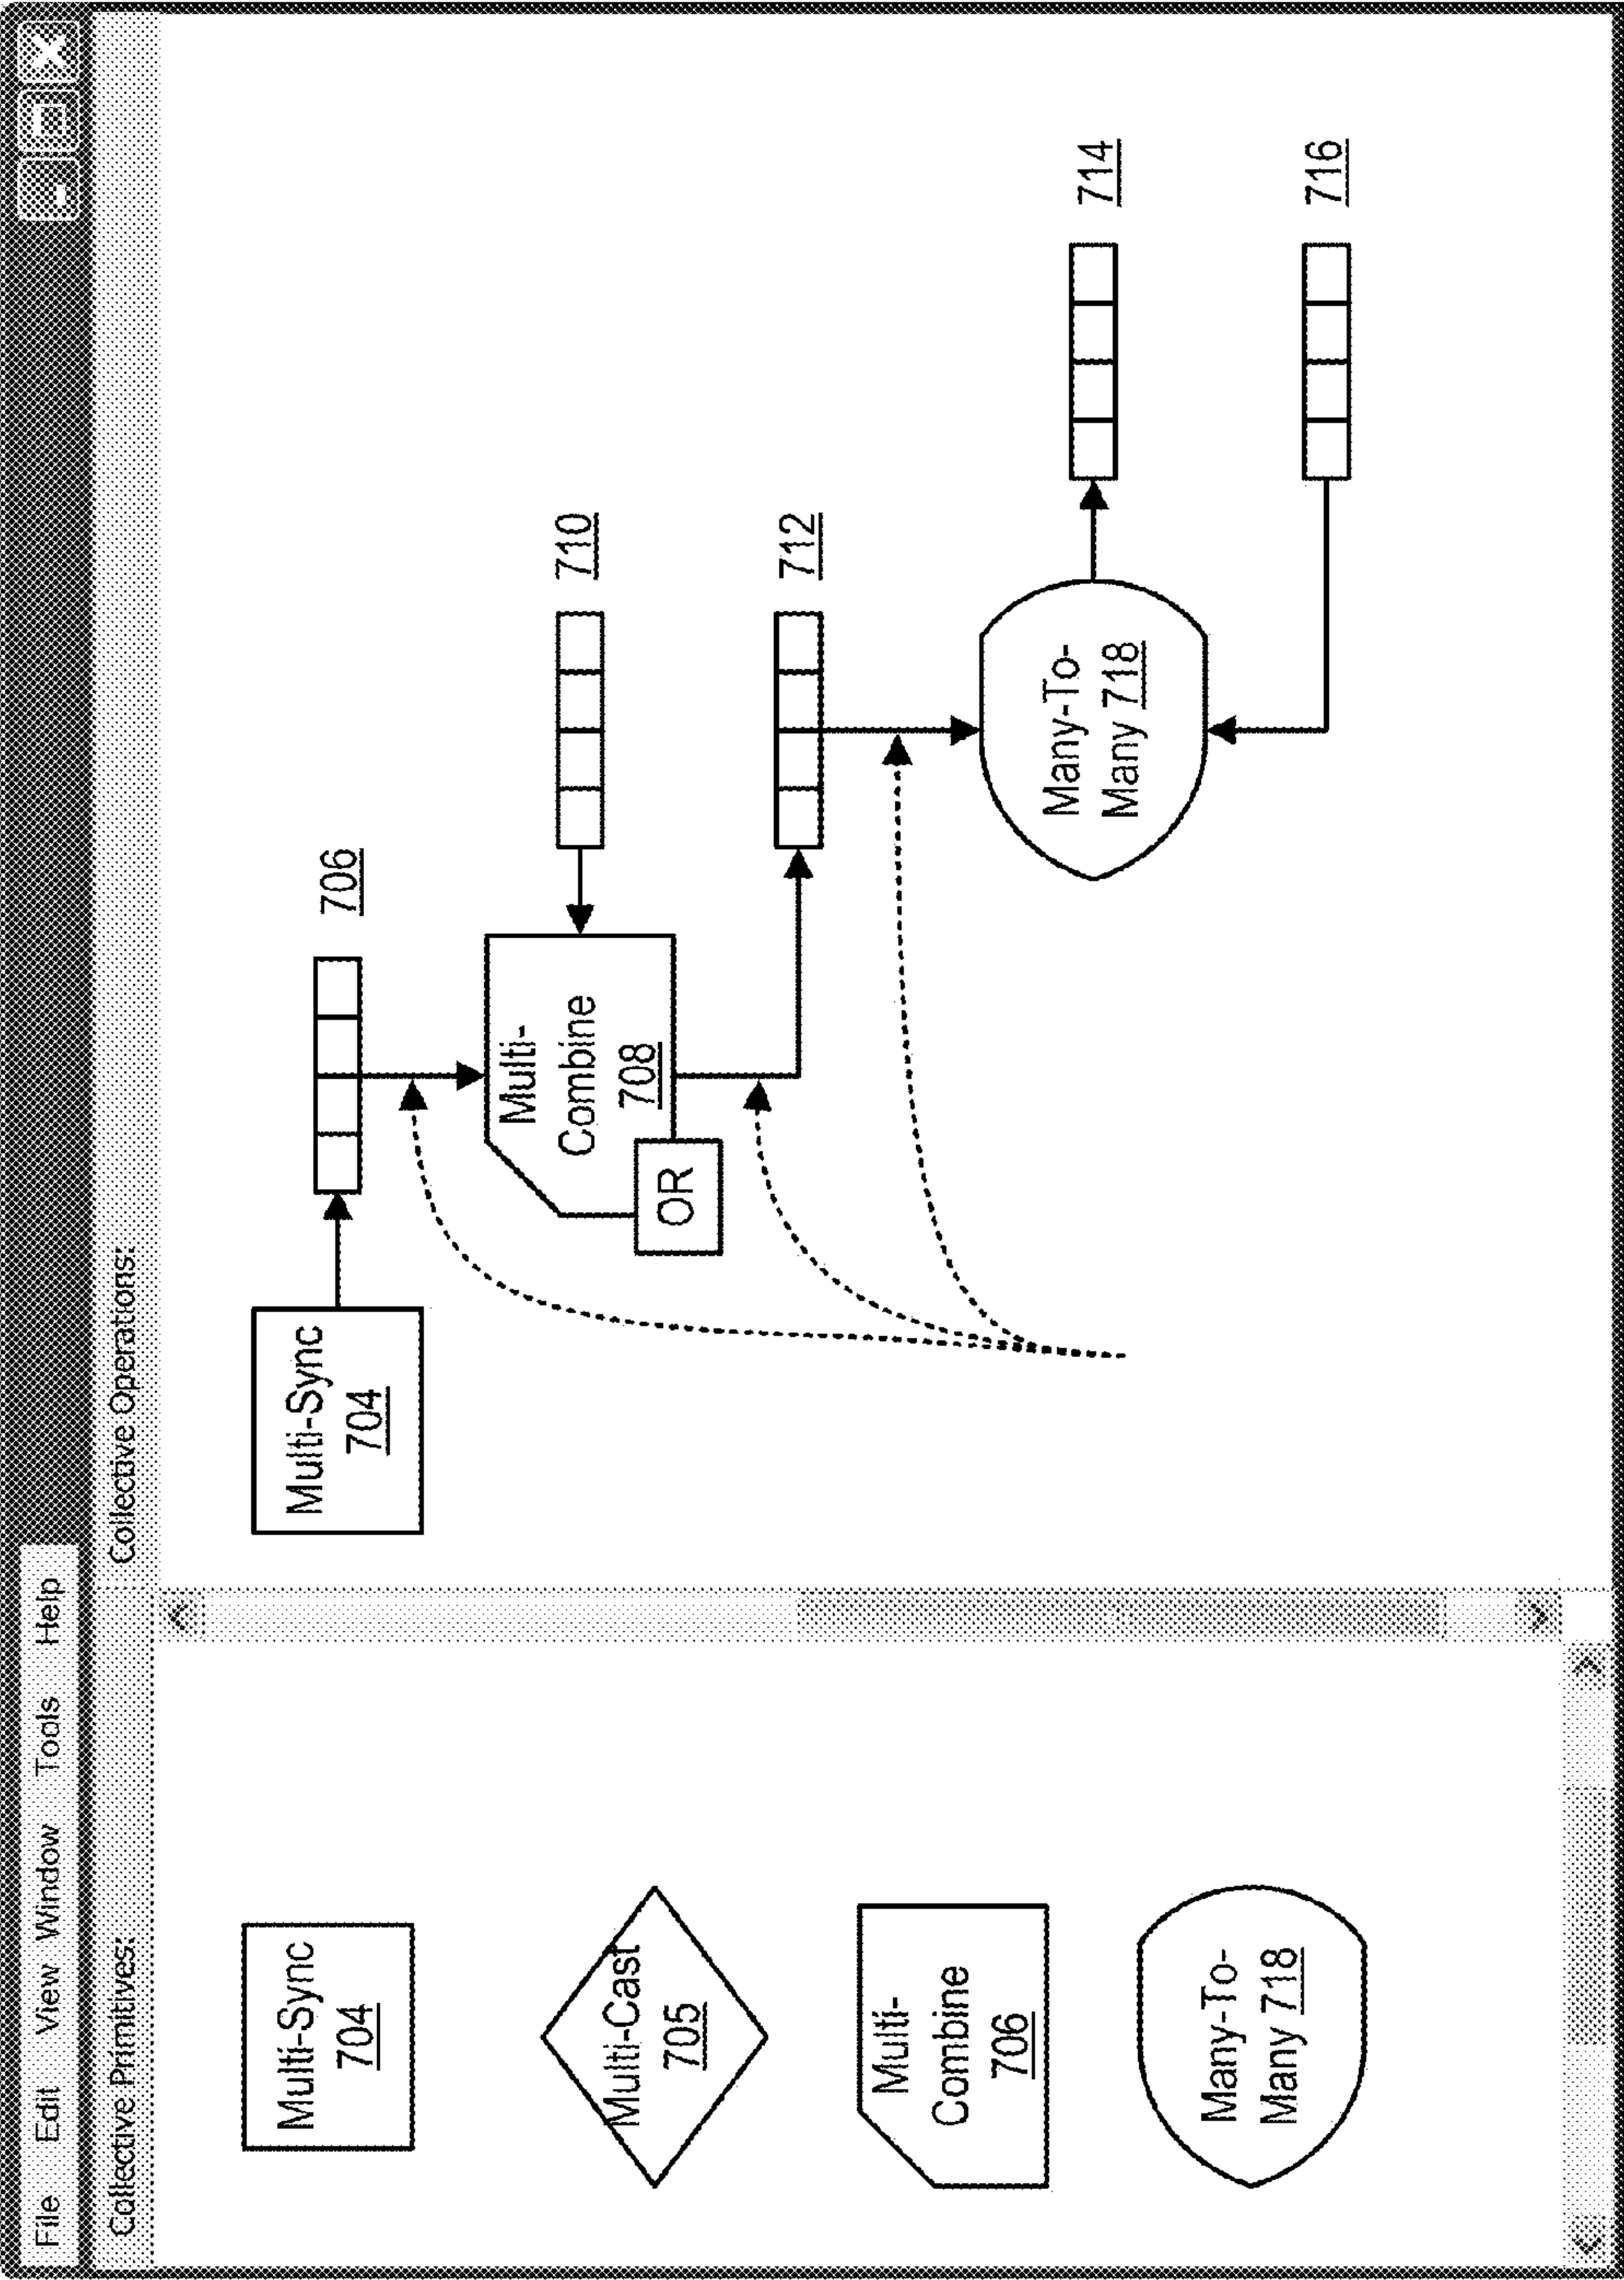 File Edit View Window Tools Help
Collective Primitives:
Collective Operations:
Multi-Sync
704
Multi-Cast
705
Multi-
Combine
706
Many-To-
Many 718
Multi-Sync
704
706
Multi-
Combine
708
OR
710
712
Many-To-
Many 718
714
716